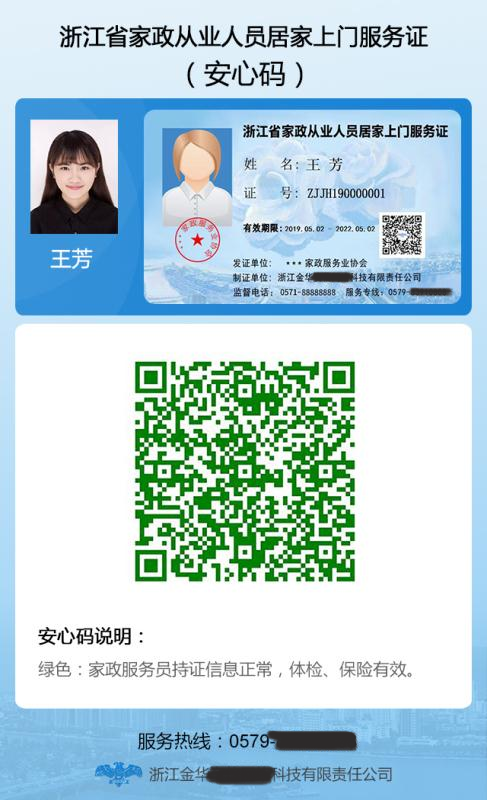 浙江省家政从业人员居家上门服务证
（安心码）
王芳
浙江省家政从业人员居家上门服务证
姓 名: 王 芳
证 号: ZJJH190000001
家政服务业协会
有效期限: 2019.05.02 - 2022.05.02
发证单位: *** 家政服务业协会
制证单位: 浙江金华 科技有限责任公司
监督电话: 0571-88888888 服务专线: 0579-
安心码说明：
绿色：家政服务员持证信息正常，体检、保险有效。
服务热线：0579-
浙江金华 科技有限责任公司